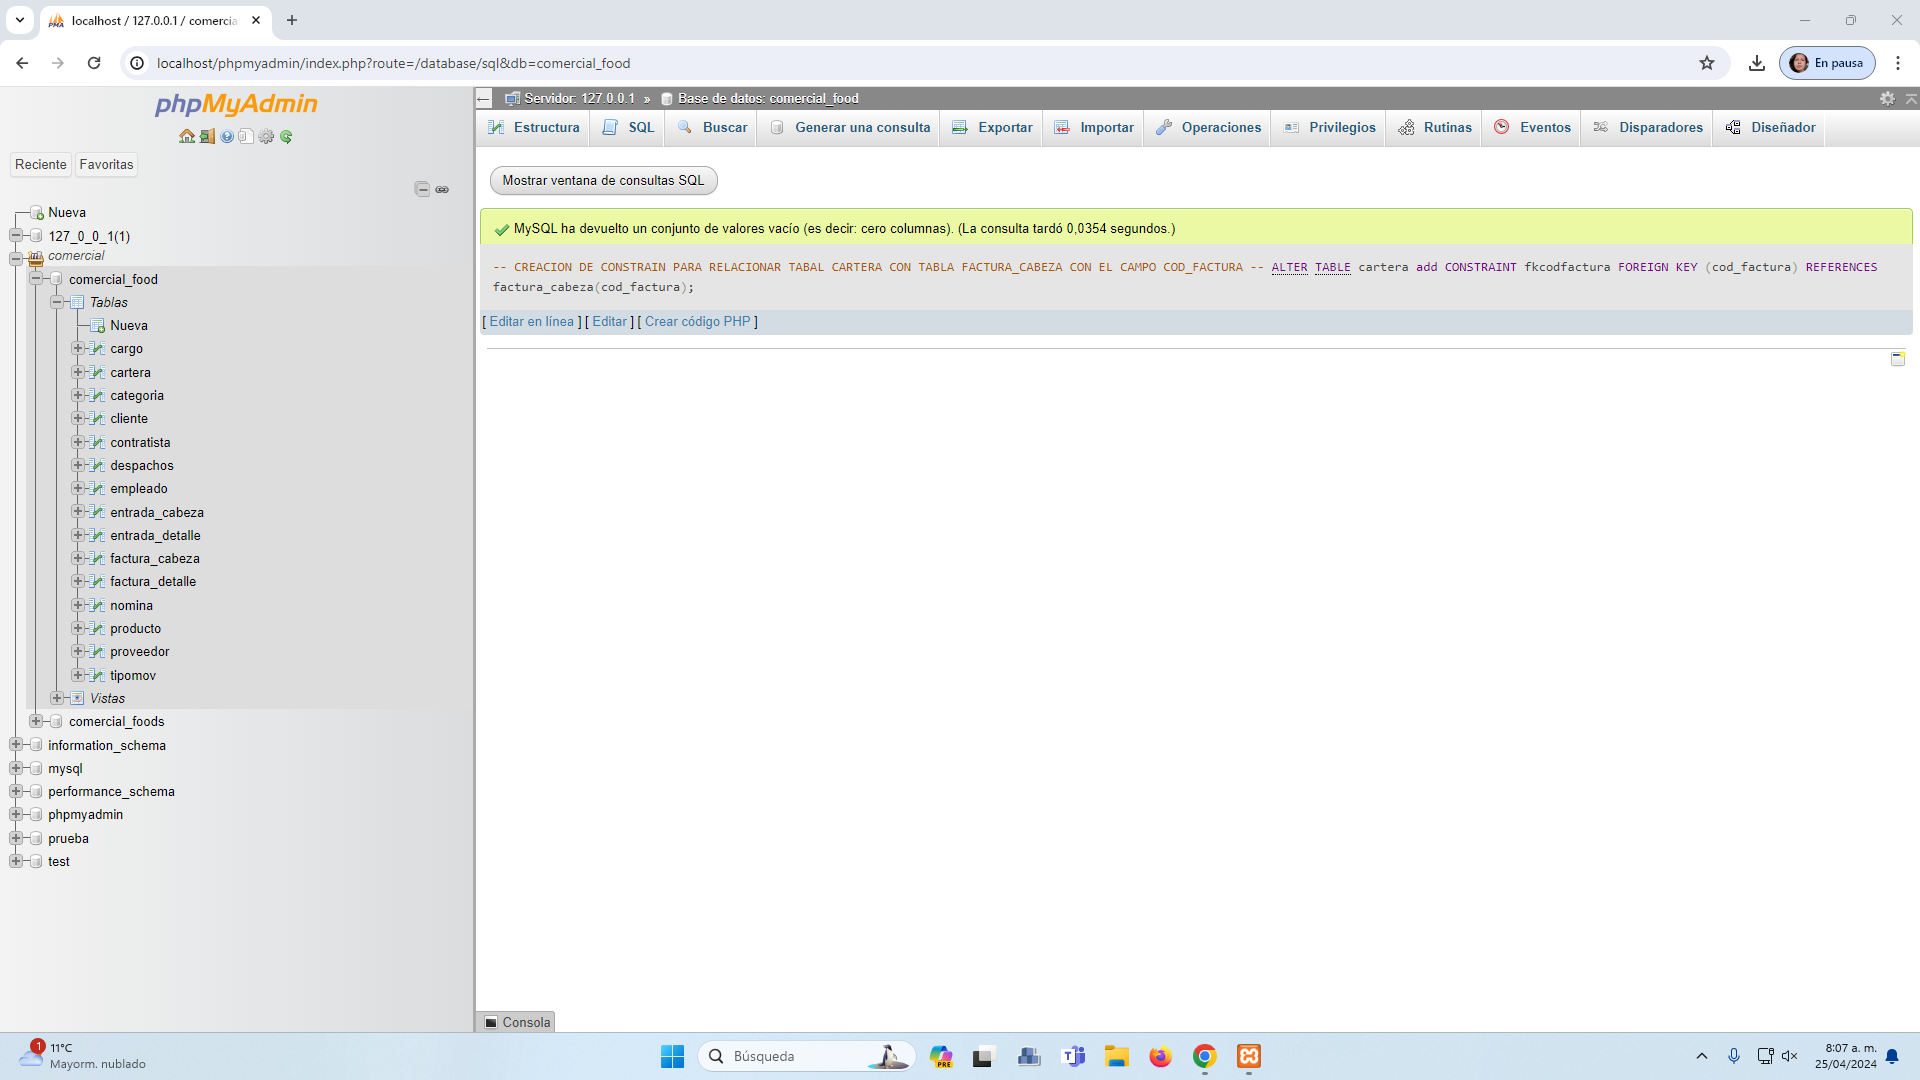 localhost / 127.0.0.1 / comercia
localhost/phpmyadmin/index.php?route=/database/sql&db=comercial_food
En pausa
phpMyAdmin
Reciente
Favoritas
Nueva
127_0_0_1(1)
comercial
comercial_food
Tablas
Nueva
cargo
cartera
categoria
cliente
contratista
despachos
empleado
entrada_cabeza
entrada_detalle
factura_cabeza
factura_detalle
nomina
producto
proveedor
tipomov
Vistas
comercial_foods
information_schema
mysql
performance_schema
phpmyadmin
prueba
test
Servidor: 127.0.0.1 » Base de datos: comercial_food
Estructura SQL Buscar Generar una consulta Exportar Importar Operaciones Privilegios Rutinas Eventos Disparadores Diseñador
Mostrar ventana de consultas SQL
MySQL ha devuelto un conjunto de valores vacío (es decir: cero columnas). (La consulta tardó 0,0354 segundos.)
-- CREACION DE CONSTRAIN PARA RELACIONAR TABAL CARTERA CON TABLA FACTURA_CABEZA CON EL CAMPO COD_FACTURA -- ALTER TABLE cartera add CONSTRAINT fkcodfactura FOREIGN KEY (cod_factura) REFERENCES
factura_cabeza(cod_factura);
[ Editar en línea ] [ Editar ] [ Crear código PHP ]
Consola
1
11°C
Mayorm. nublado
Búsqueda
PRE
8:07 a. m.
25/04/2024